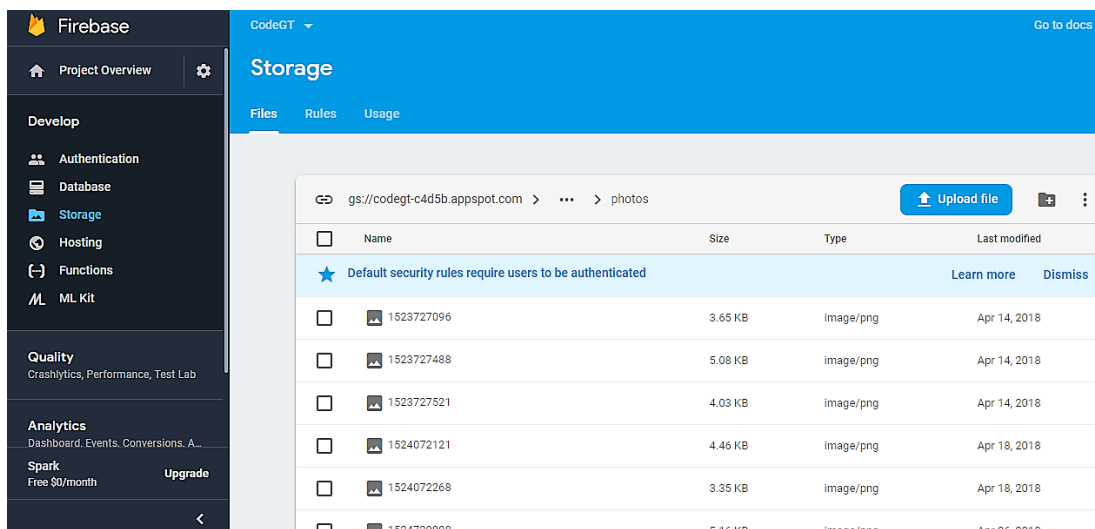 Firebase
CodeGT
Go to docs
Project Overview
Storage
Files Rules Usage
Develop
Authentication
Database
Storage
Hosting
Functions
ML Kit
Quality
Crashlytics, Performance, Test Lab
Analytics
Dashboard, Events, Conversions, A...
Spark
Free $0/month
Upgrade
gs://codegt-c4d5b.appspot.com > ... > photos
Upload file
Name Size Type Last modified
Default security rules require users to be authenticated Learn more Dismiss
1523727096 3.65 KB image/png Apr 14, 2018
1523727488 5.08 KB image/png Apr 14, 2018
1523727521 4.03 KB image/png Apr 14, 2018
1524072121 4.46 KB image/png Apr 18, 2018
1524072268 3.35 KB image/png Apr 18, 2018